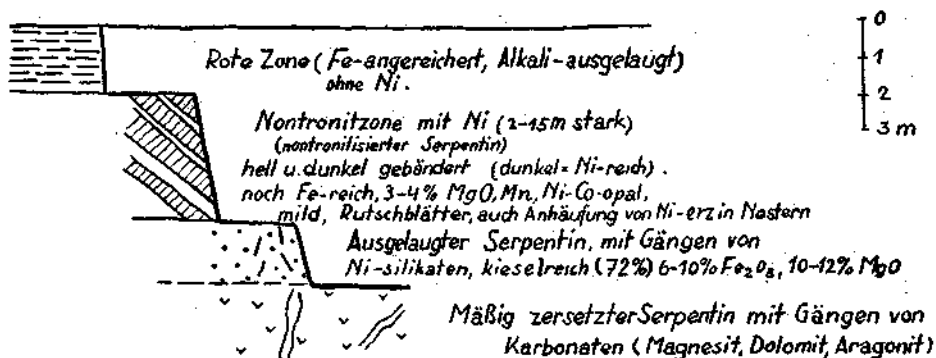 0
Rote Zone (Fe-angereichert, Alkali-ausgelaugt)
1
ohne Ni.
2
Nontronitzone mit Ni (2-15m stark)
3 m
(nontronitisierter Serpentin)
hell u. dunkel gebändert (dunkel= Ni-reich).
noch Fe-reich, 3-4% MgO, Mn, Ni-Co-opal,
mild, Rutschblätter, auch Anhäufung von Ni-erz in Nestern
Ausgelaugter Serpentin, mit Gängen von
Ni-silikaten, kieselreich (72%) 6-10% Fe₂O₃, 10-12% MgO
Mäßig zersetzter Serpentin mit Gängen von
Karbonaten (Magnesit, Dolomit, Aragonit)